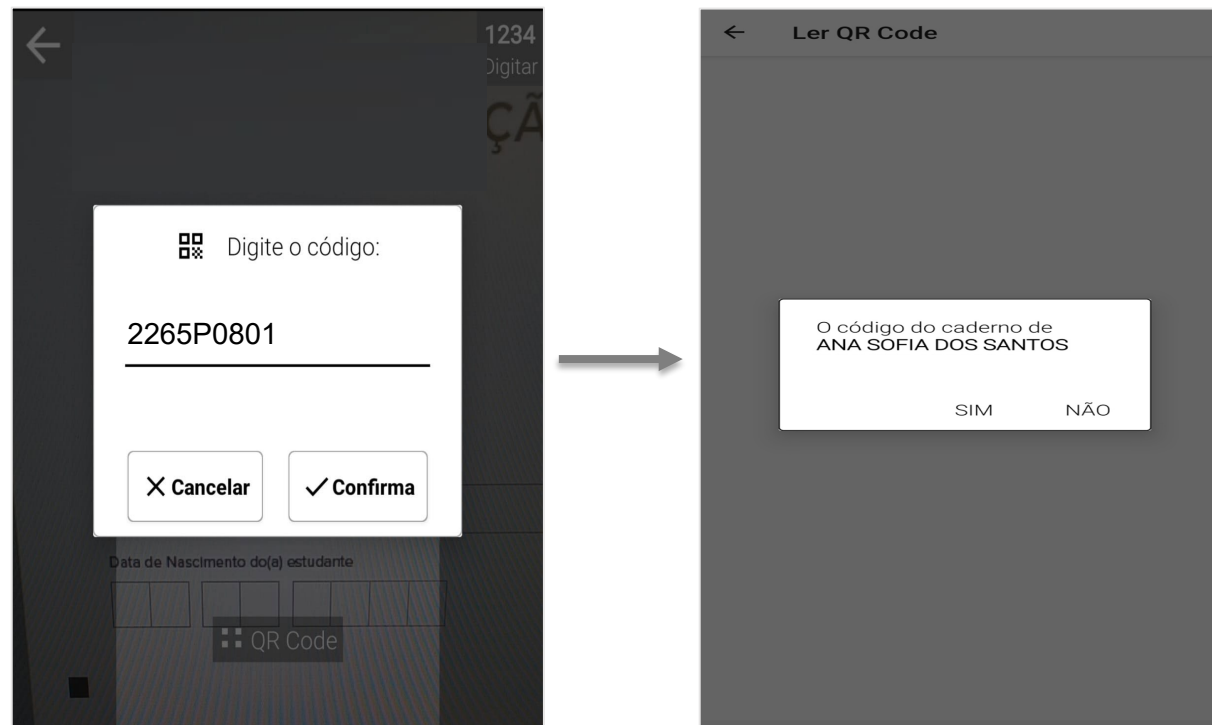 1234
Digitar
ÇÃ
Digite o código:
2265P0801
Cancelar
Confirma
Data de Nascimento do(a) estudante
QR Code
Ler QR Code
O código do caderno de
ANA SOFIA DOS SANTOS
SIM NÃO